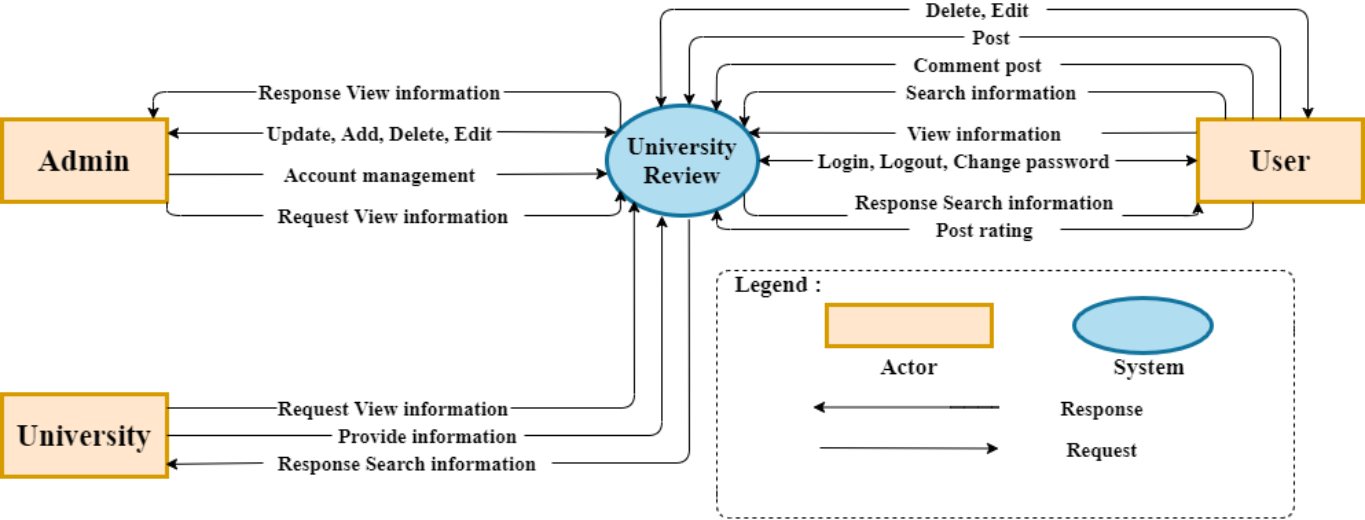 Delete, Edit
Post
Comment post
Response View information
Search information
Update, Add, Delete, Edit
View information
Admin
University
Review
Login, Logout, Change password
User
Account management
Request View information
Response Search information
Post rating
Legend :
Actor
System
Request View information
Response
University
Provide information
Request
Response Search information